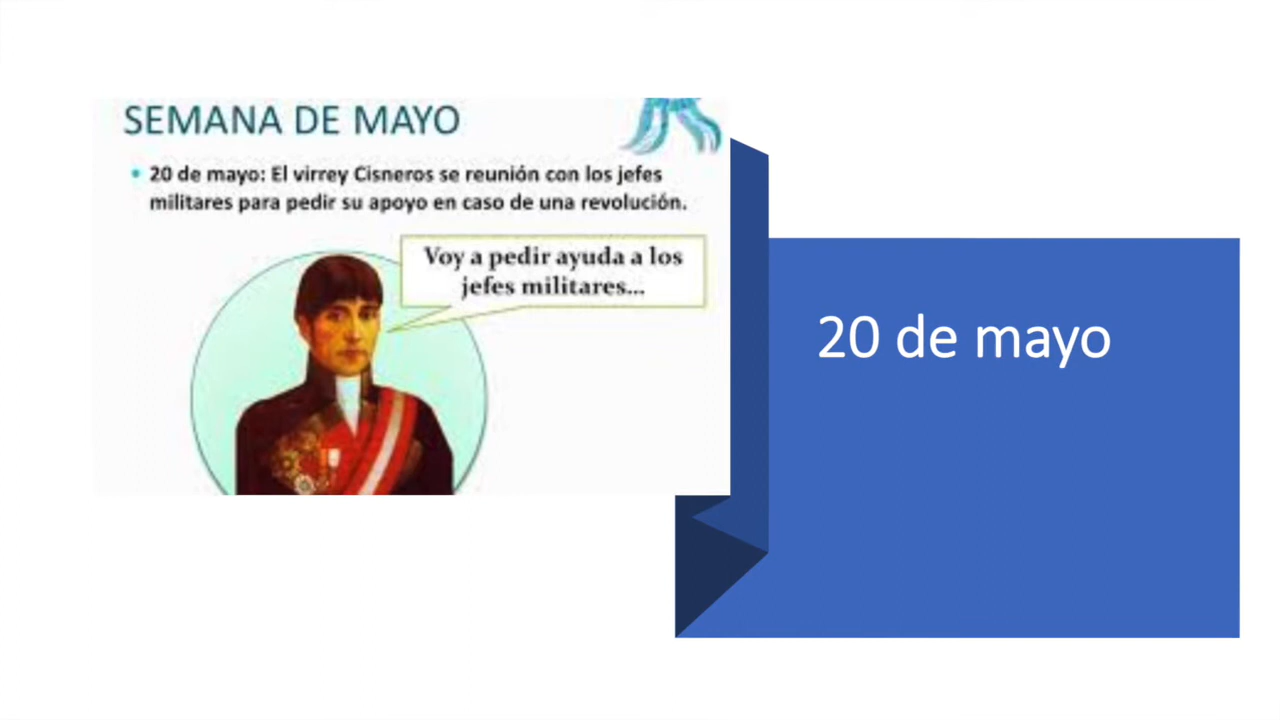 SEMANA DE MAYO
• 20 de mayo: El virrey Cisneros se reunión con los jefes
militares para pedir su apoyo en caso de una revolución.
Voy a pedir ayuda a los
jefes militares...
20 de mayo